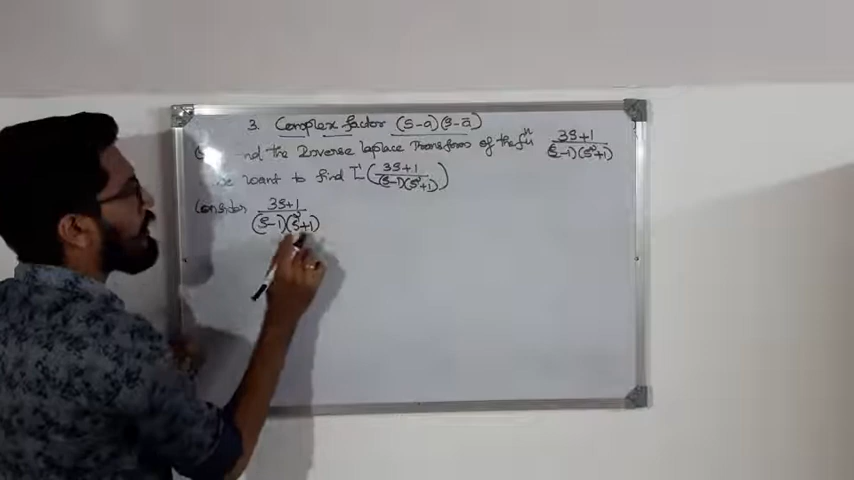 3. Complex factor (s-a)(s-ā)
nd the Inverse laplace Transform of the fⁿ 3s+1/(s-1)(s²+1)
we want to find L⁻¹(3s+1/(s-1)(s²+1))
Consider 3s+1/(s-1)(s²+1)